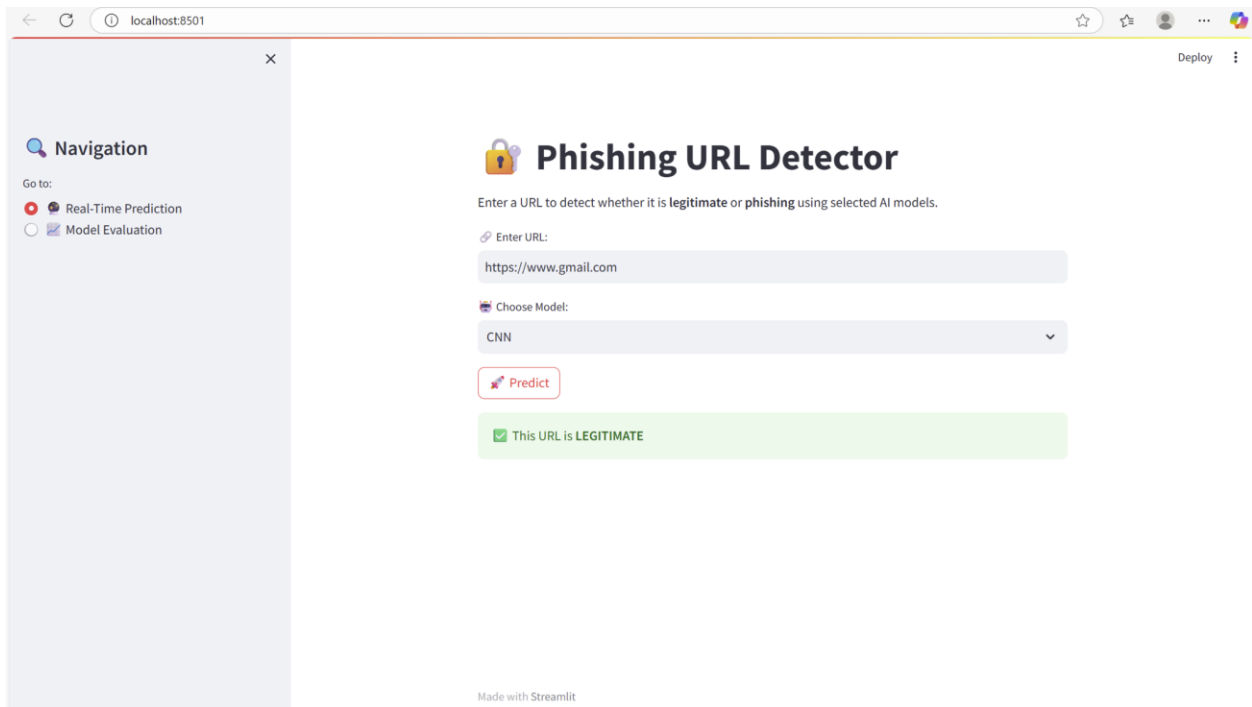 localhost:8501
Deploy
Navigation
Go to:
Real-Time Prediction
Model Evaluation
Phishing URL Detector
Enter a URL to detect whether it is legitimate or phishing using selected AI models.
Enter URL:
https://www.gmail.com
Choose Model:
CNN
Predict
This URL is LEGITIMATE
Made with Streamlit